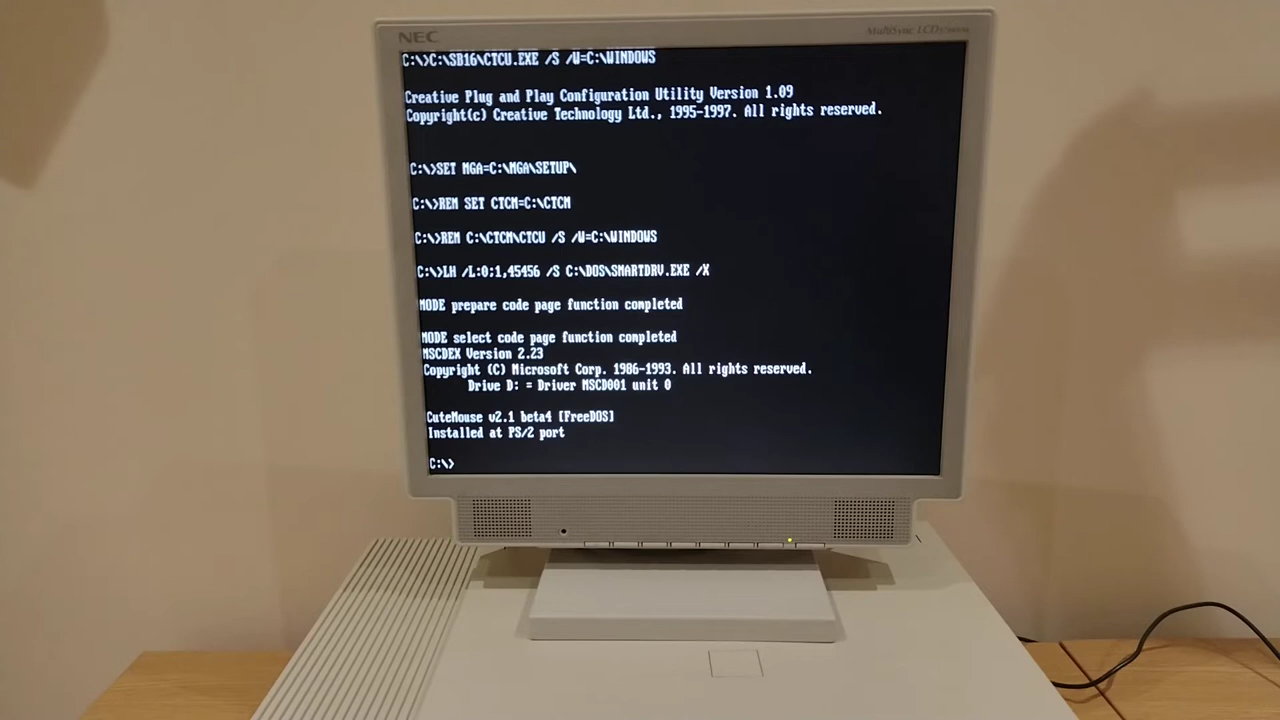 NEC
MultiSync LCD
C:\>C:\SB16\CTCU.EXE /S /W=C:\WINDOWS
Creative Plug and Play Configuration Utility Version 1.09
Copyright(c) Creative Technology Ltd., 1995-1997. All rights reserved.
C:\>SET MGA=C:\MGA\SETUP\
C:\>REM SET CTCM=C:\CTCM
C:\>REM C:\CTCM\CTCU /S /W=C:\WINDOWS
C:\>LH /L:0;1,45456 /S C:\DOS\SMARTDRV.EXE /X
MODE prepare code page function completed
MODE select code page function completed
MSCDEX Version 2.23
Copyright (C) Microsoft Corp. 1986-1993. All rights reserved.
Drive D: = Driver MSCD001 unit 0
CuteMouse v2.1 beta4 [FreeDOS]
Installed at PS/2 port
C:\>